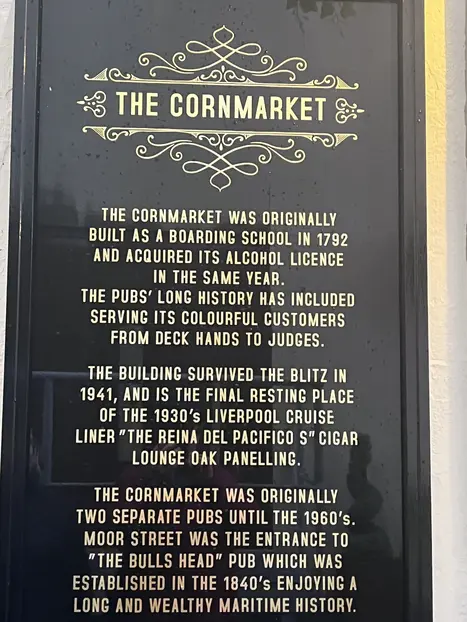 THE CORNMARKET
THE CORNMARKET WAS ORIGINALLY
BUILT AS A BOARDING SCHOOL IN 1792
AND ACQUIRED ITS ALCOHOL LICENCE
IN THE SAME YEAR.
THE PUBS' LONG HISTORY HAS INCLUDED
SERVING ITS COLOURFUL CUSTOMERS
FROM DECK HANDS TO JUDGES.
THE BUILDING SURVIVED THE BLITZ IN
1941, AND IS THE FINAL RESTING PLACE
OF THE 1930's LIVERPOOL CRUISE
LINER "THE REINA DEL PACIFICO S" CIGAR
LOUNGE OAK PANELLING.
THE CORNMARKET WAS ORIGINALLY
TWO SEPARATE PUBS UNTIL THE 1960's.
MOOR STREET WAS THE ENTRANCE TO
"THE BULLS HEAD" PUB WHICH WAS
ESTABLISHED IN THE 1840's ENJOYING A
LONG AND WEALTHY MARITIME HISTORY.